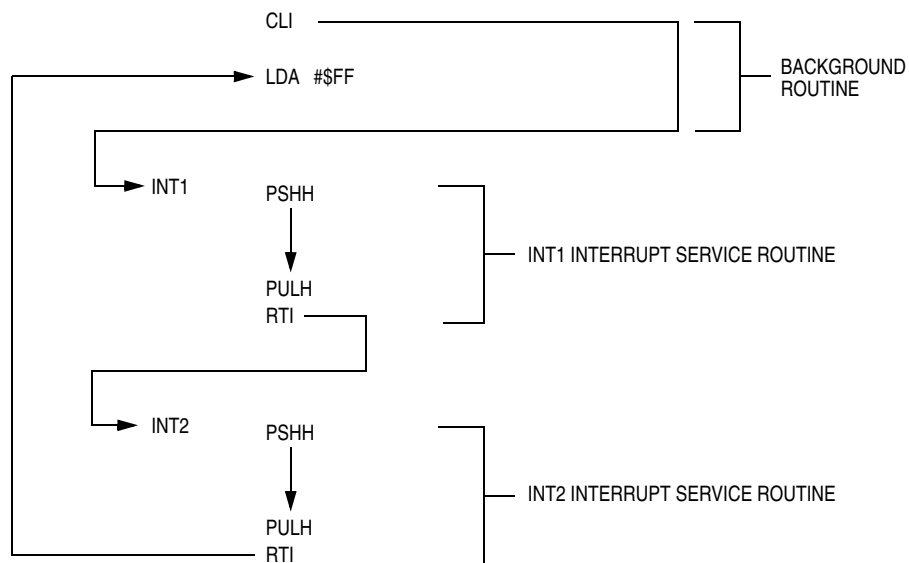 CLI
LDA #$FF
BACKGROUND
ROUTINE
INT1
PSHH
INT1 INTERRUPT SERVICE ROUTINE
PULH
RTI
INT2
PSHH
INT2 INTERRUPT SERVICE ROUTINE
PULH
RTI